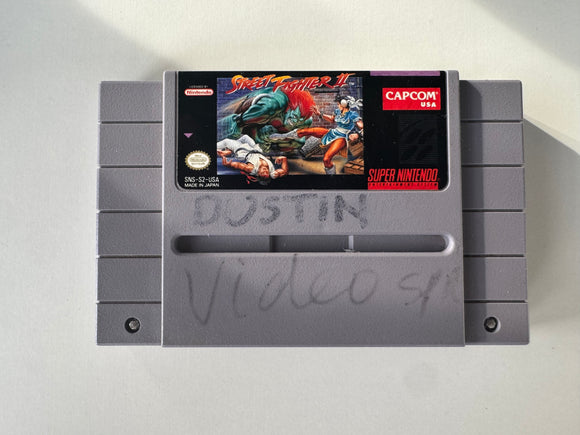 LICENSED BY
Nintendo
STREET FIGHTER II
CAPCOM
USA
SNS-S2-USA
MADE IN JAPAN
SUPER NINTENDO
ENTERTAINMENT SYSTEM
DUSTIN
Video